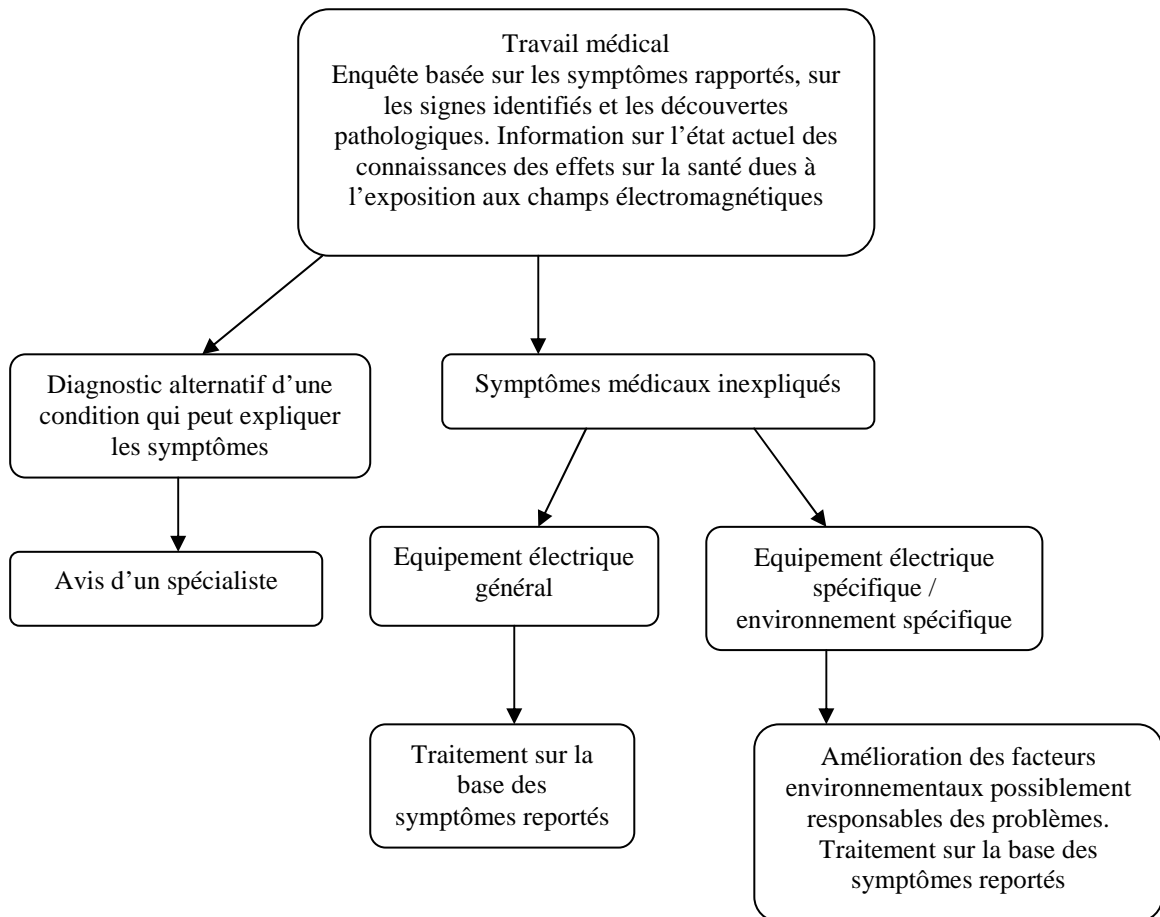 Travail médical
Enquête basée sur les symptômes rapportés, sur
les signes identifiés et les découvertes
pathologiques. Information sur l’état actuel des
connaissances des effets sur la santé dues à
l’exposition aux champs électromagnétiques
Diagnostic alternatif d’une
condition qui peut expliquer
les symptômes
Symptômes médicaux inexpliqués
Avis d’un spécialiste
Equipement électrique
général
Equipement électrique
spécifique /
environnement spécifique
Traitement sur la
base des
symptômes reportés
Amélioration des facteurs
environnementaux possiblement
responsables des problèmes.
Traitement sur la base des
symptômes reportés